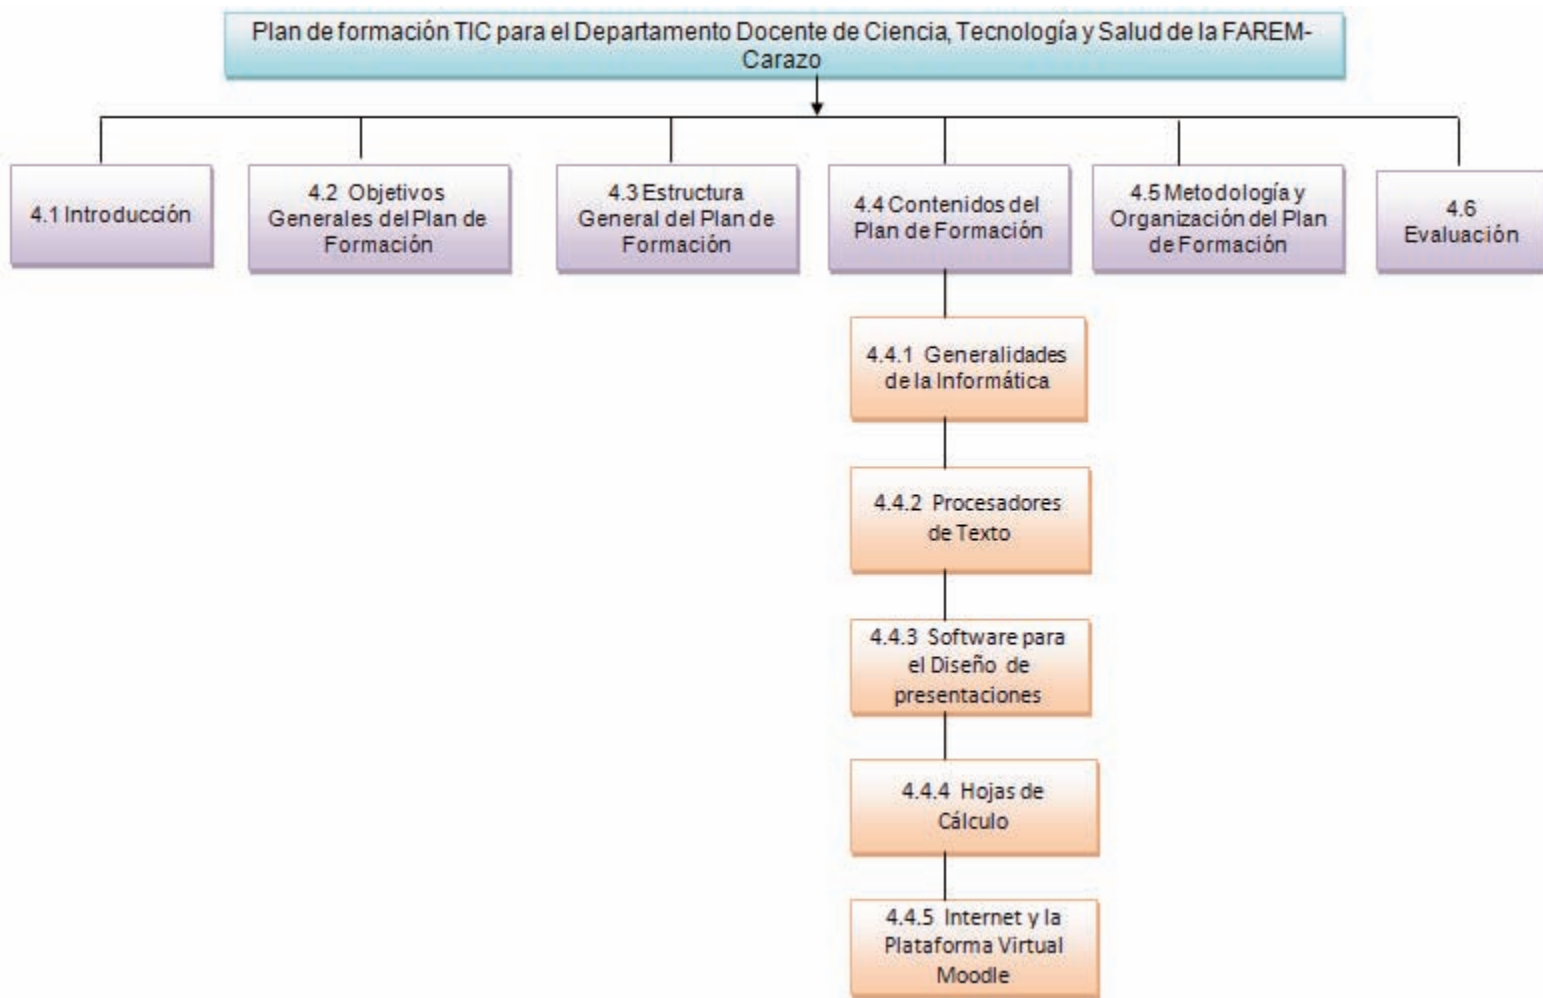 Plan de formación TIC para el Departamento Docente de Ciencia, Tecnología y Salud de la FAREM-
Carazo
4.1 Introducción
4.2 Objetivos
Generales del Plan de
Formación
4.3 Estructura
General del Plan de
Formación
4.4 Contenidos del
Plan de Formación
4.5 Metodología y
Organización del Plan
de Formación
4.6
Evaluación
4.4.1 Generalidades
de la Informática
4.4.2 Procesadores
de Texto
4.4.3 Software para
el Diseño de
presentaciones
4.4.4 Hojas de
Cálculo
4.4.5 Internet y la
Plataforma Virtual
Moodle